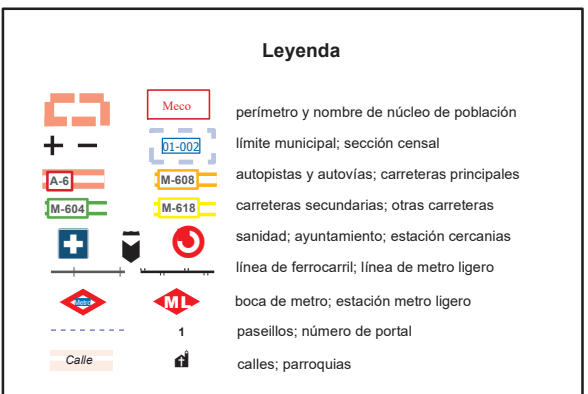 Leyenda
Meco perímetro y nombre de núcleo de población
01-002 límite municipal; sección censal
A-6 M-608 autopistas y autovías; carreteras principales
M-604 M-618 carreteras secundarias; otras carreteras
sanidad; ayuntamiento; estación cercanias
línea de ferrocarril; línea de metro ligero
Metro ML boca de metro; estación metro ligero
1 paseillos; número de portal
Calle calles; parroquias